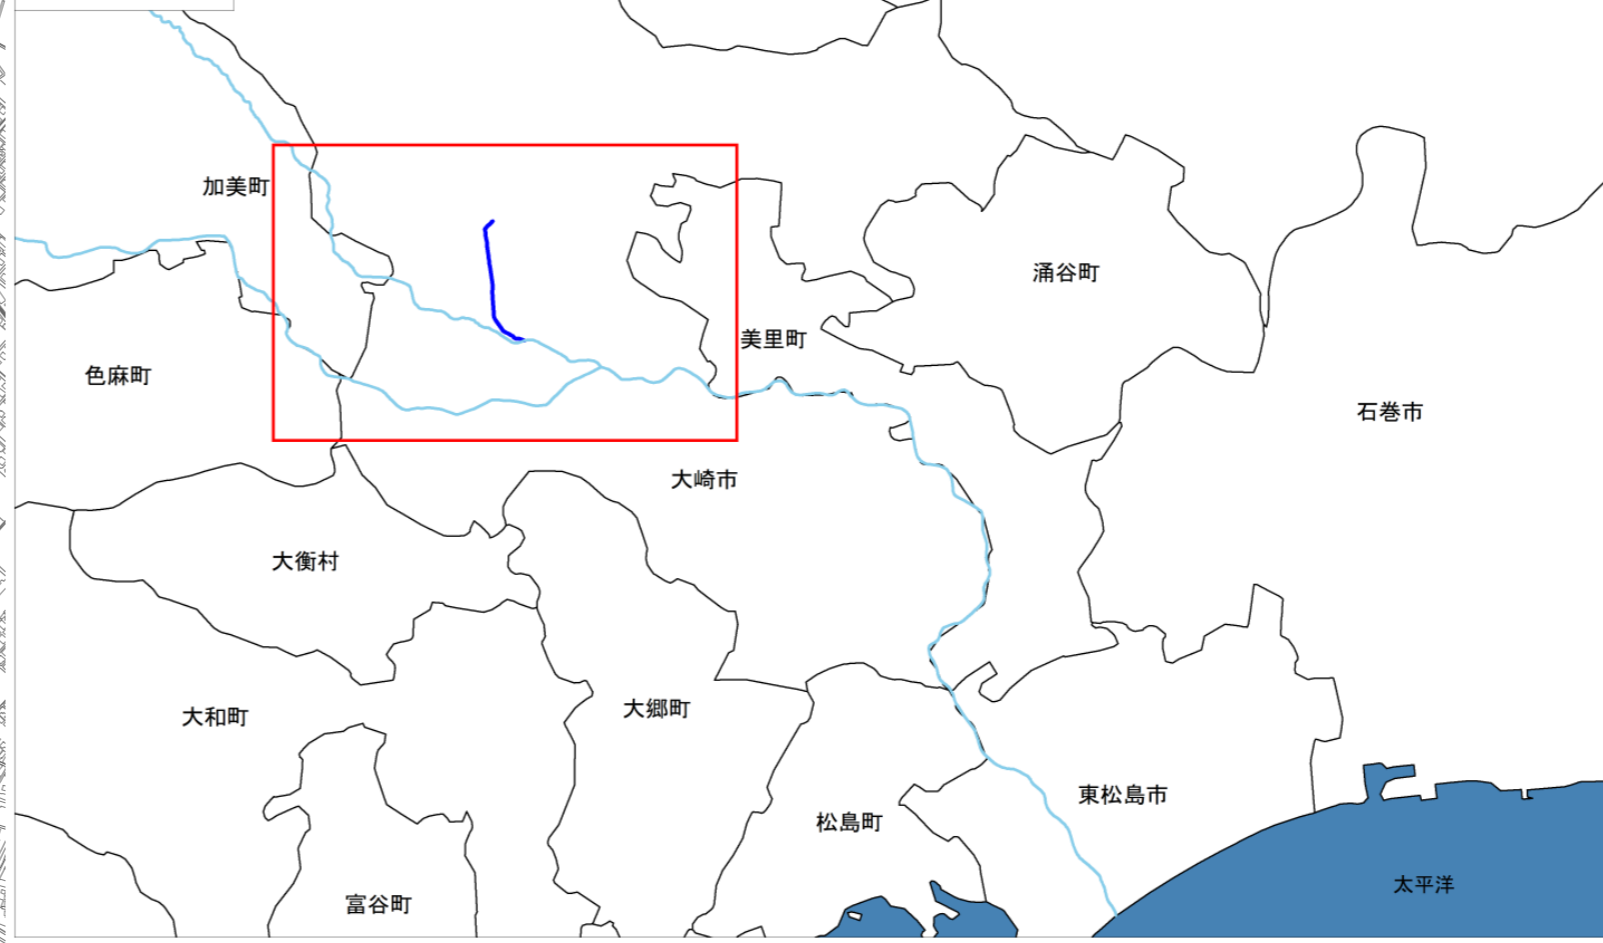 加美町
涌谷町
美里町
色麻町
石巻市
大崎市
大衡村
大郷町
大和町
東松島市
松島町
太平洋
富谷町